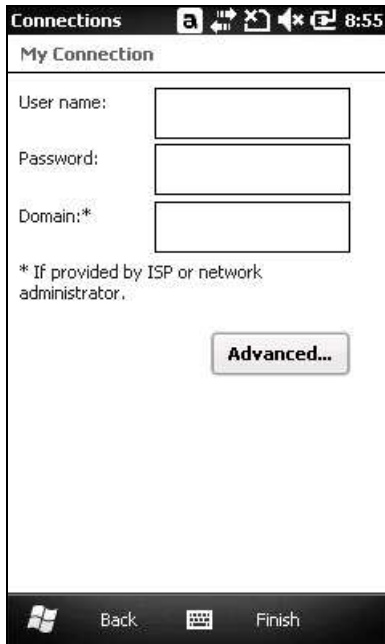 Connections a 8:55
My Connection
User name:
Password:
Domain:*
* If provided by ISP or network
administrator.
Advanced...
Back Finish